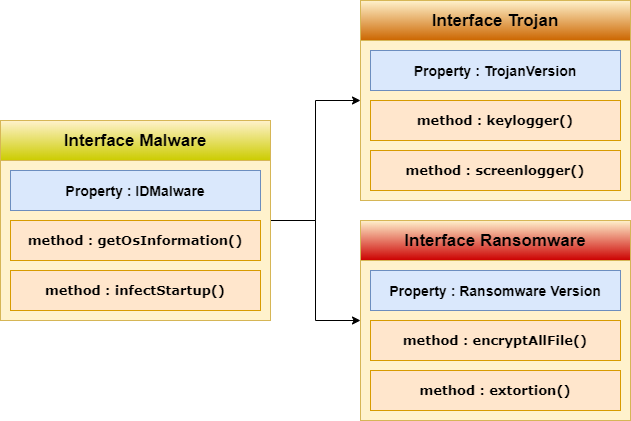 Interface Malware
Property : IDMalware
method : getOsInformation()
method : infectStartup()
Interface Trojan
Property : TrojanVersion
method : keylogger()
method : screenlogger()
Interface Ransomware
Property : Ransomware Version
method : encryptAllFile()
method : extortion()